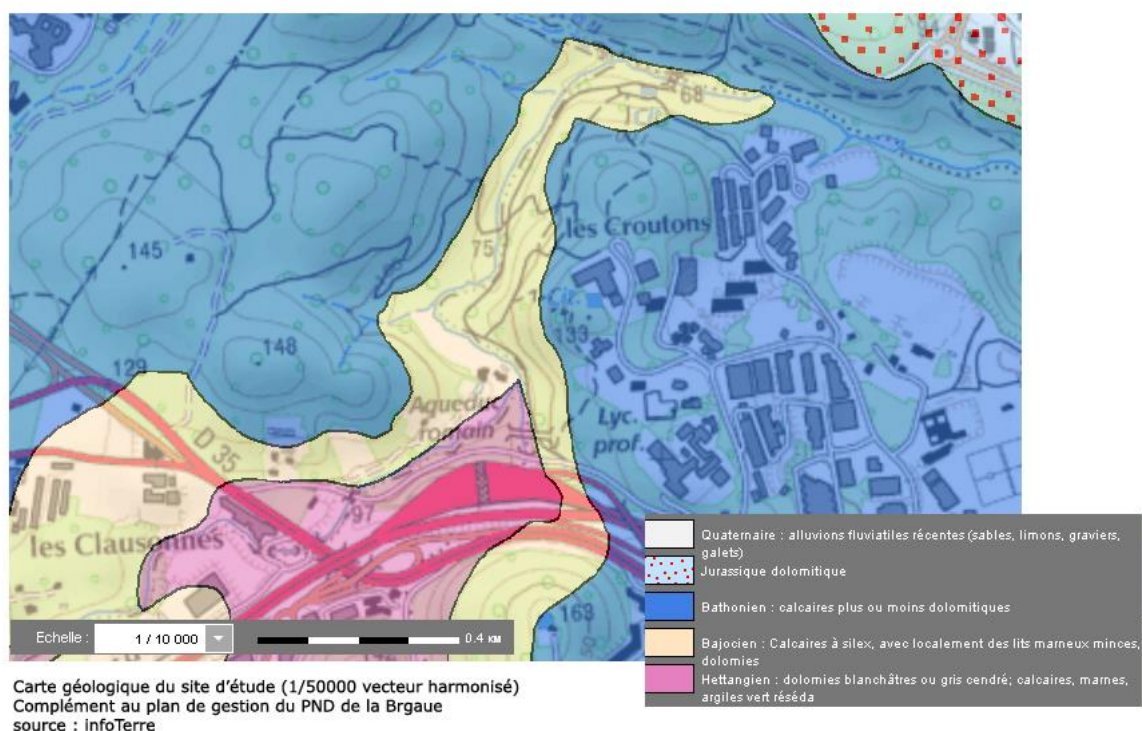 94
68
les Croutons
145
75
133
148
129
Aqueduc
romain
Lyc.
prof.
D 35
97
les Clausonnes
163
Echelle :
1 / 10 000
0.4 KM
Quaternaire : alluvions fluviatiles récentes (sables, limons, graviers,
galets)
Jurassique dolomitique
Bathonien : calcaires plus ou moins dolomitiques
Bajocien : Calcaires à silex, avec localement des lits marneux minces,
dolomies
Hettangien : dolomies blanchâtres ou gris cendré; calcaires, marnes,
argiles vert réséda
Carte géologique du site d'étude (1/50000 vecteur harmonisé)
Complément au plan de gestion du PND de la Brgaue
source : infoTerre